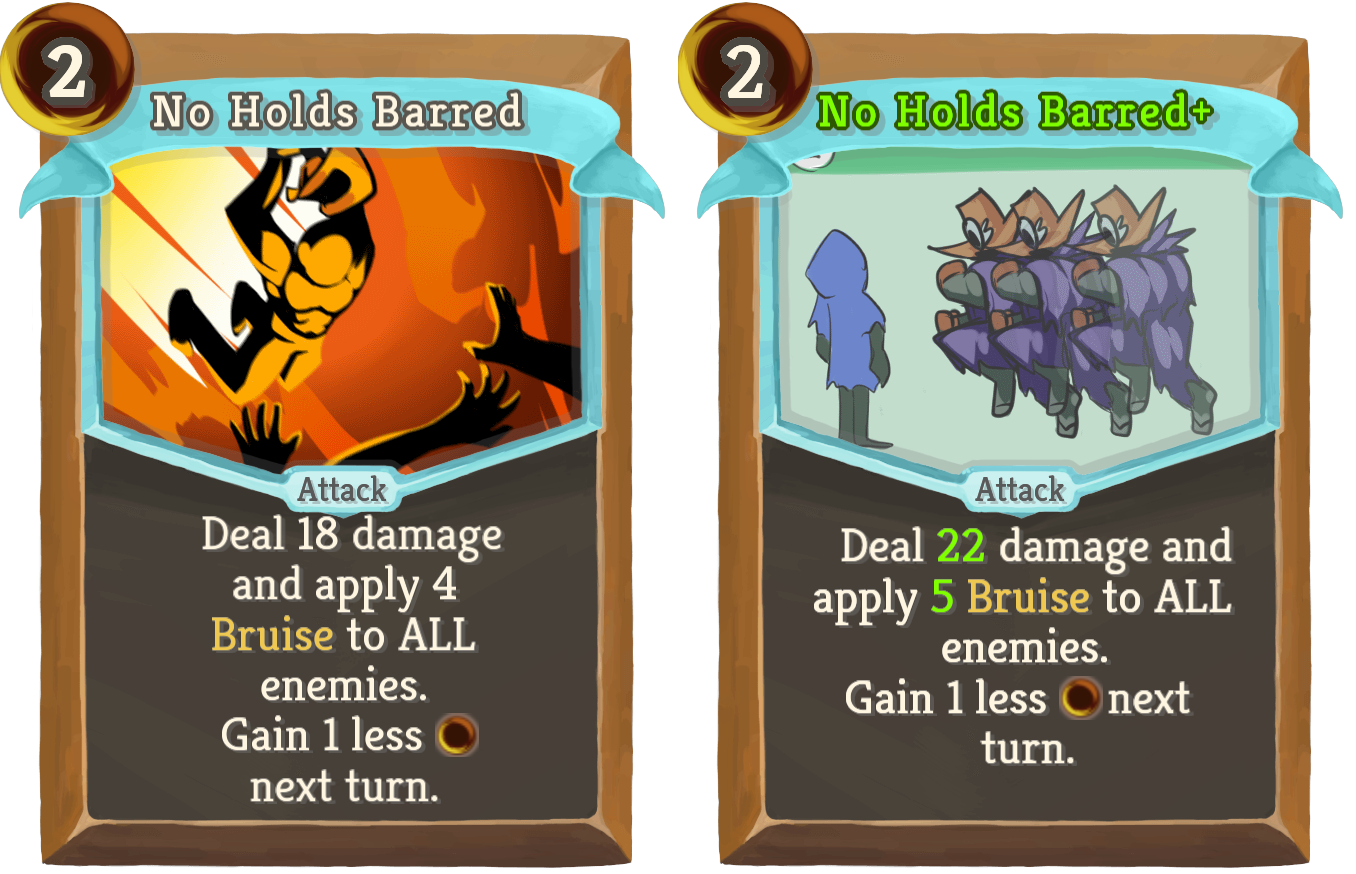 2
No Holds Barred
Attack
Deal 18 damage
and apply 4
Bruise to ALL
enemies.
Gain 1 less
next turn.
2
No Holds Barred+
Attack
Deal 22 damage and
apply 5 Bruise to ALL
enemies.
Gain 1 less next
turn.